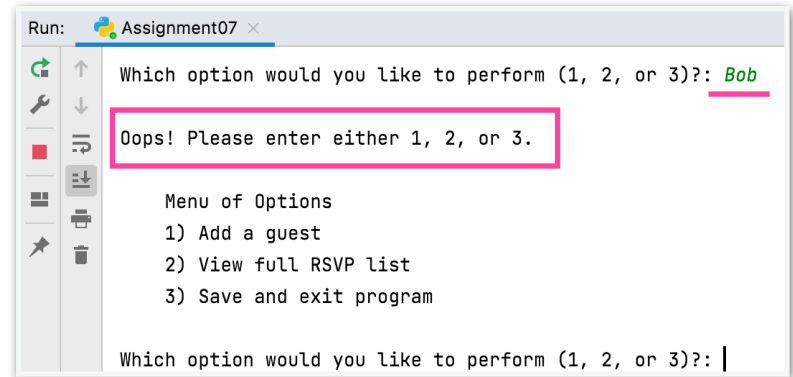 Run: Assignment07
Which option would you like to perform (1, 2, or 3)?: Bob
Oops! Please enter either 1, 2, or 3.
Menu of Options
1) Add a guest
2) View full RSVP list
3) Save and exit program
Which option would you like to perform (1, 2, or 3)?: